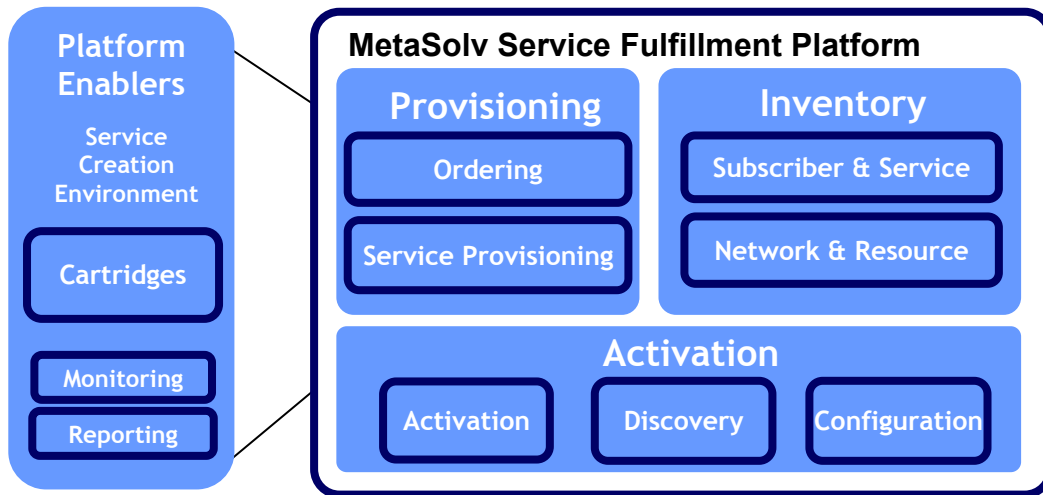 Platform
Enablers
Service
Creation
Environment
Cartridges
Monitoring
Reporting
MetaSolv Service Fulfillment Platform
Provisioning
Ordering
Service Provisioning
Inventory
Subscriber & Service
Network & Resource
Activation
Activation
Discovery
Configuration